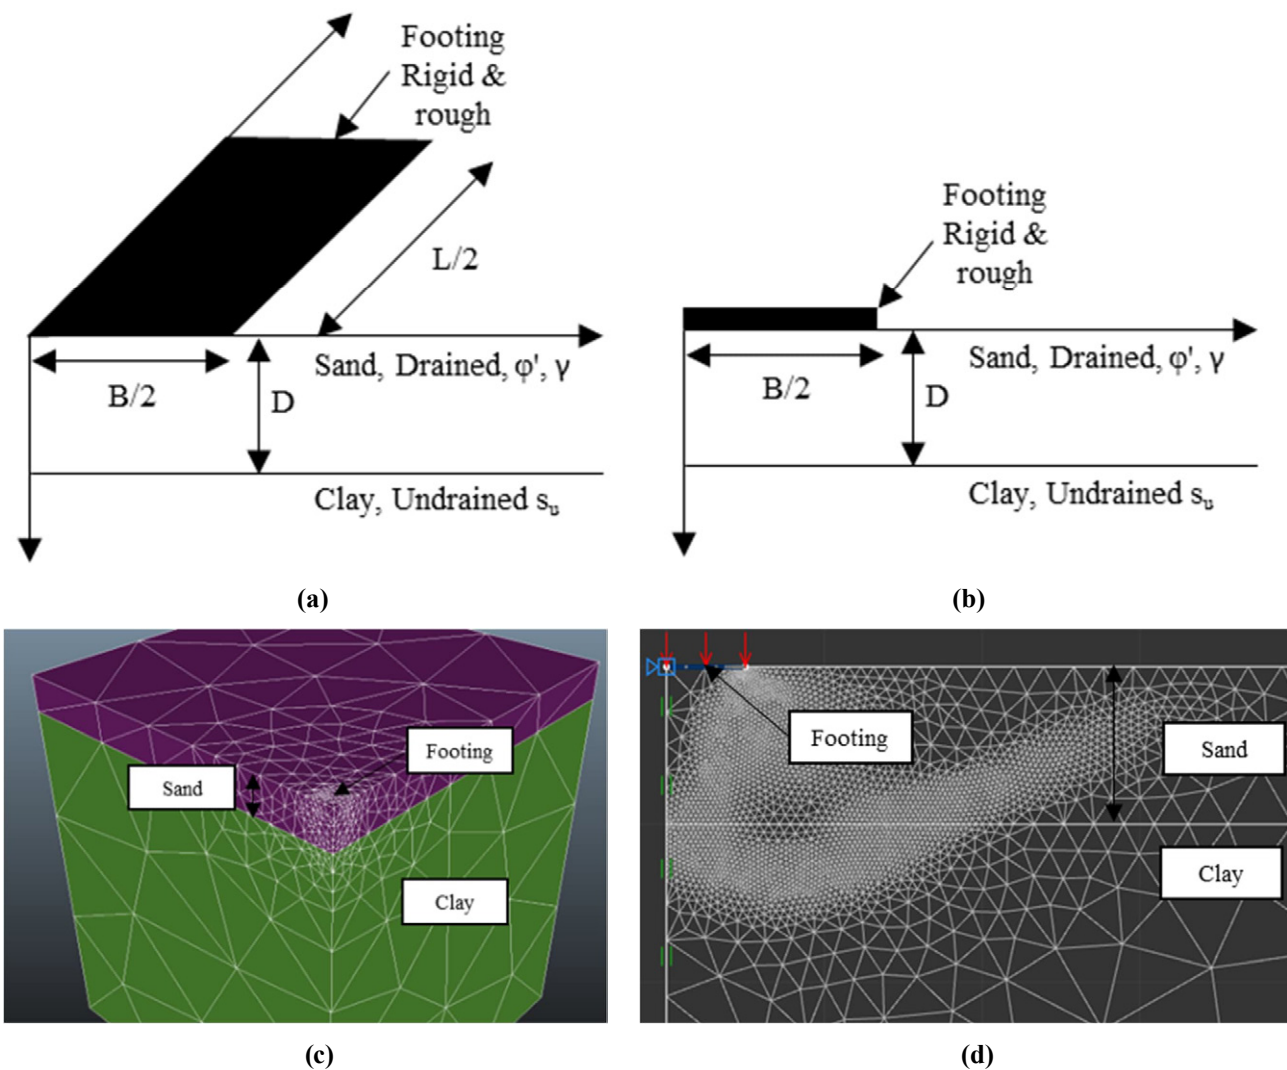 Footing
Rigid &
rough
L/2
B/2
D
Sand, Drained, φ', γ
Clay, Undrained sᵤ
(a)
Footing
Rigid &
rough
B/2
D
Sand, Drained, φ', γ
Clay, Undrained sᵤ
(b)
Footing
Sand
Clay
(c)
Footing
Sand
Clay
(d)